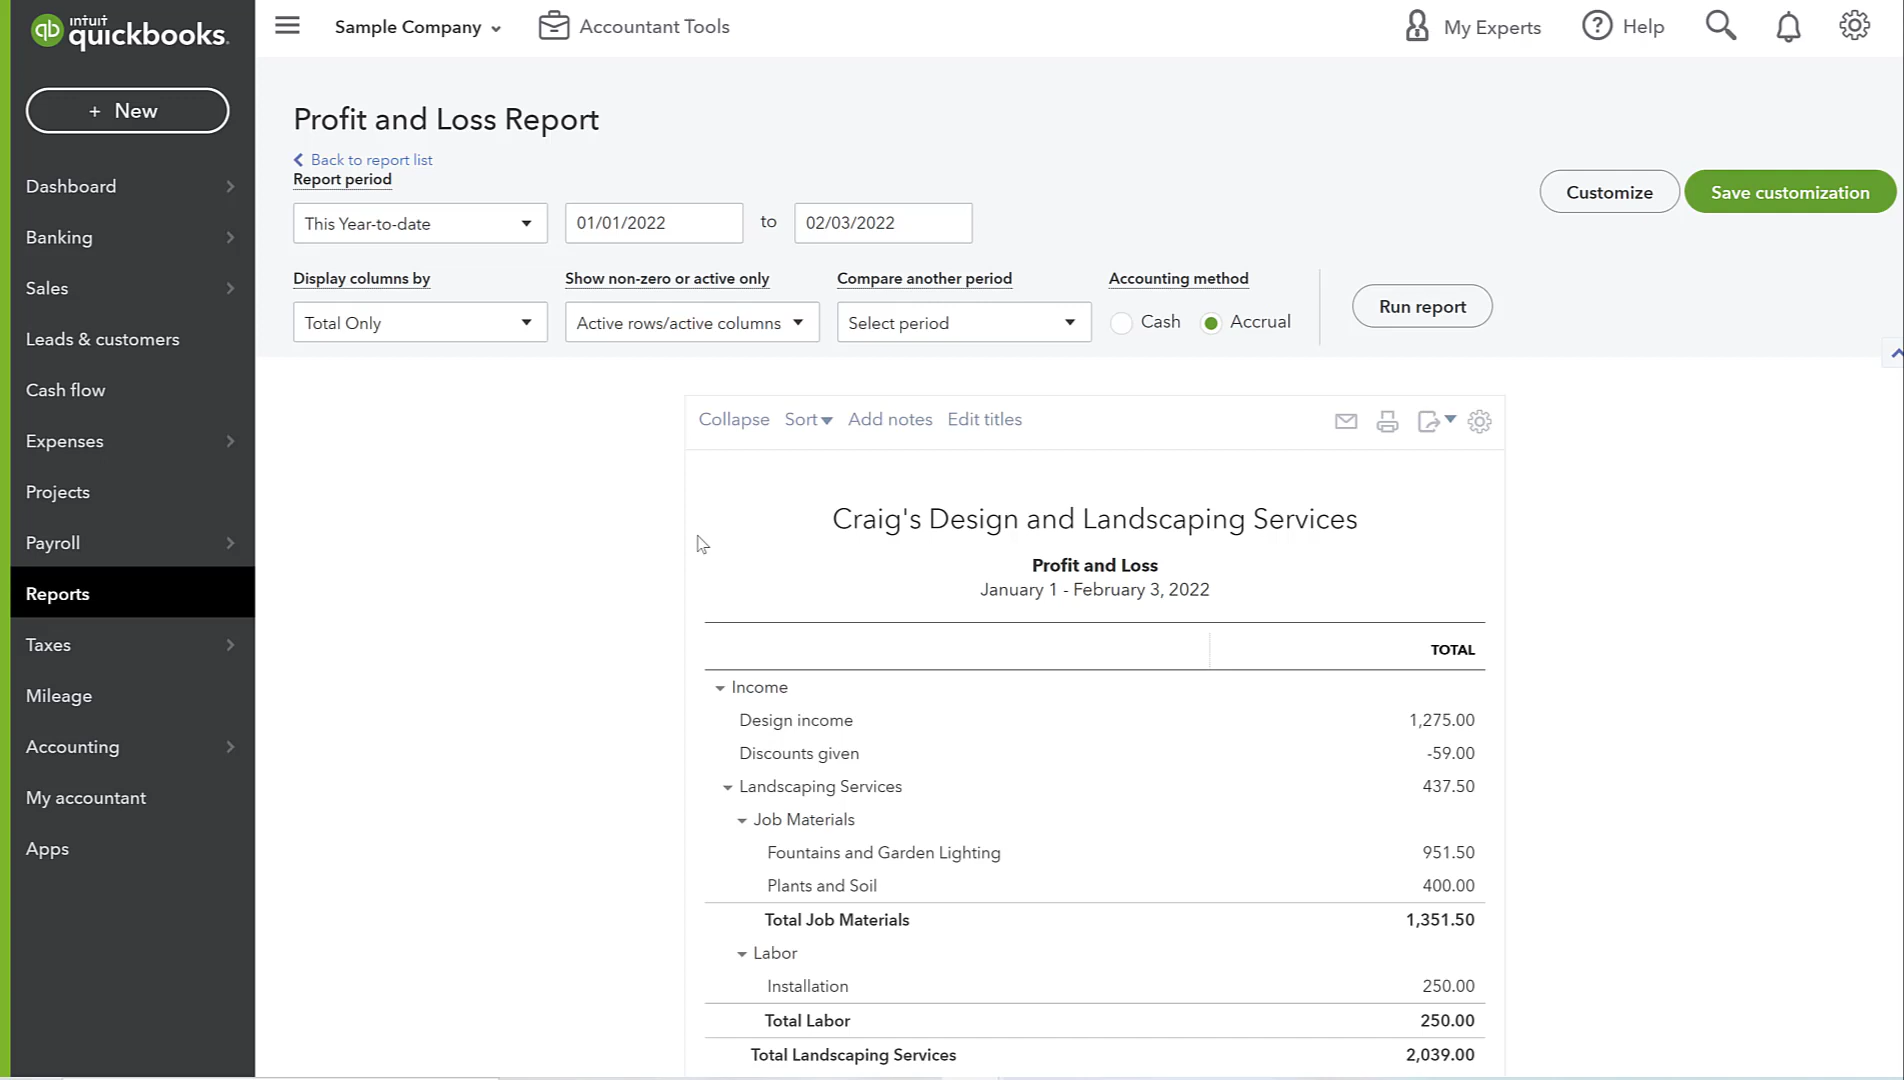 intuit
quickbooks.
Sample Company
Accountant Tools
My Experts
Help
+ New
Dashboard
Banking
Sales
Leads & customers
Cash flow
Expenses
Projects
Payroll
Reports
Taxes
Mileage
Accounting
My accountant
Apps
Profit and Loss Report
Back to report list
Report period
This Year-to-date 01/01/2022 to 02/03/2022
Customize Save customization
Display columns by Show non-zero or active only Compare another period Accounting method
Total Only Active rows/active columns Select period Cash Accrual Run report
Collapse Sort Add notes Edit titles
Craig's Design and Landscaping Services
Profit and Loss
January 1 - February 3, 2022
TOTAL
Income
Design income 1,275.00
Discounts given -59.00
Landscaping Services 437.50
Job Materials
Fountains and Garden Lighting 951.50
Plants and Soil 400.00
Total Job Materials 1,351.50
Labor
Installation 250.00
Total Labor 250.00
Total Landscaping Services 2,039.00